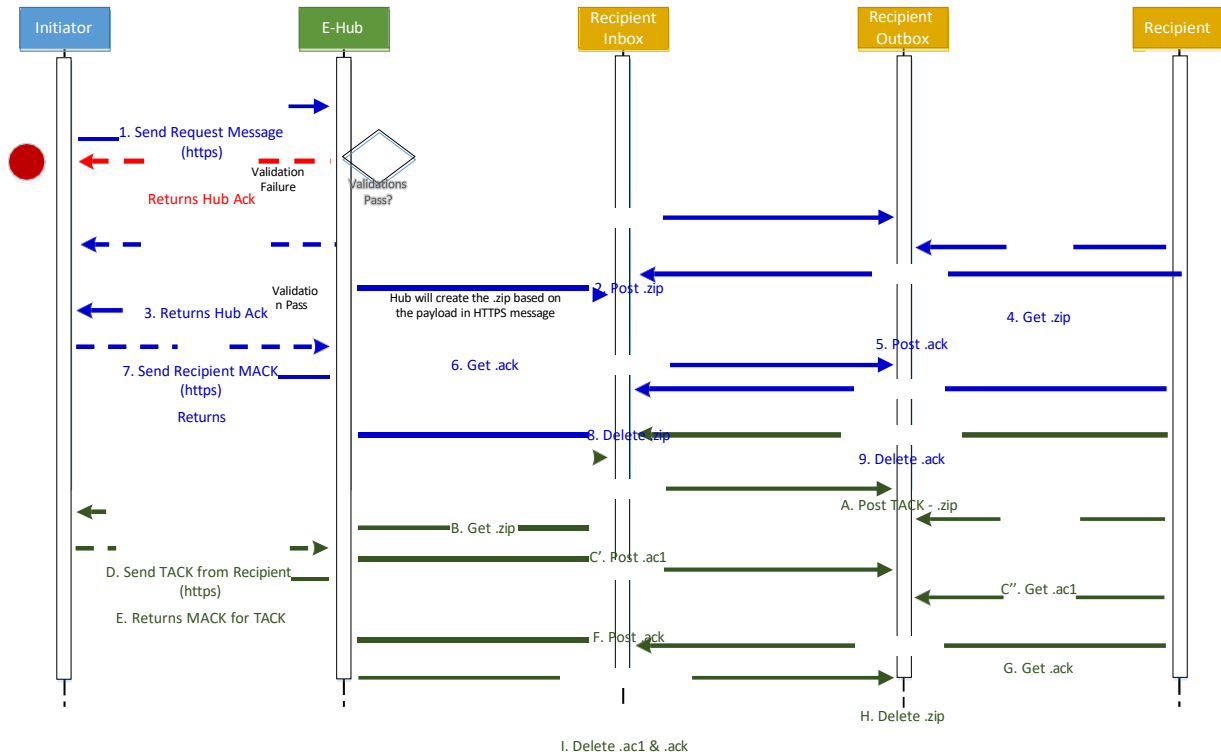 Initiator
E-Hub
Recipient
Inbox
Recipient
Outbox
Recipient
1. Send Request Message
(https)
Validation
Failure
Validations
Pass?
Returns Hub Ack
Validatio
n Pass
2. Post .zip
Hub will create the .zip based on
the payload in HTTPS message
3. Returns Hub Ack
4. Get .zip
5. Post .ack
6. Get .ack
7. Send Recipient MACK
(https)
Returns
8. Delete .zip
9. Delete .ack
A. Post TACK - .zip
B. Get .zip
C'. Post .ac1
D. Send TACK from Recipient
(https)
C’’. Get .ac1
E. Returns MACK for TACK
F. Post .ack
G. Get .ack
H. Delete .zip
I. Delete .ac1 & .ack